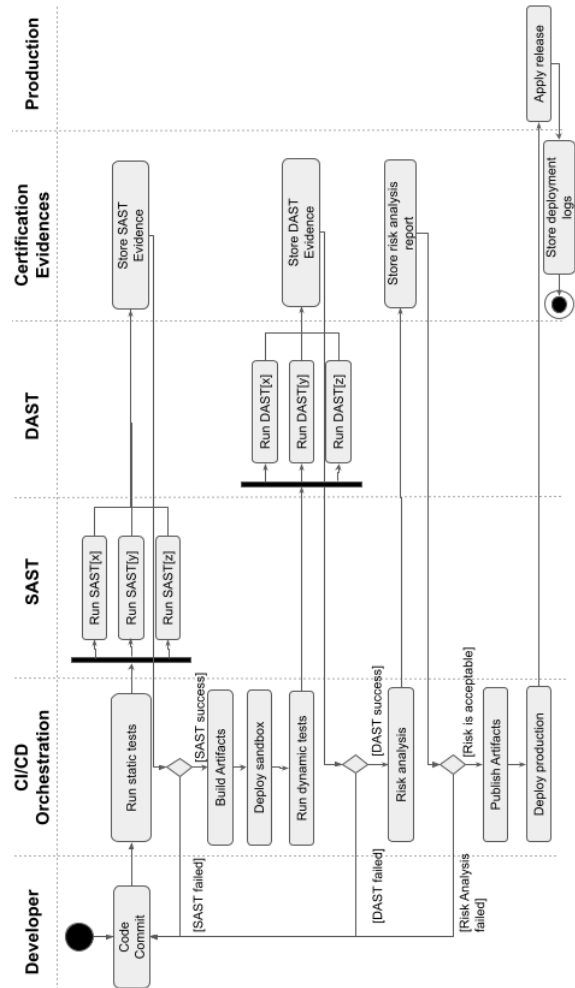 Developer
CI/CD
Orchestration
SAST
DAST
Certification
Evidences
Production
Code
Commit
Run static tests
Run SAST[x]
Run SAST[y]
Run SAST[z]
Store SAST
Evidence
[SAST failed]
[SAST success]
Build Artifacts
Deploy sandbox
Run dynamic tests
Run DAST[x]
Run DAST[y]
Run DAST[z]
Store DAST
Evidence
[DAST failed]
[DAST success]
Risk analysis
Store risk analysis
report
[Risk Analysis
failed]
[Risk is acceptable]
Publish Artifacts
Deploy production
Apply release
Store deployment
logs